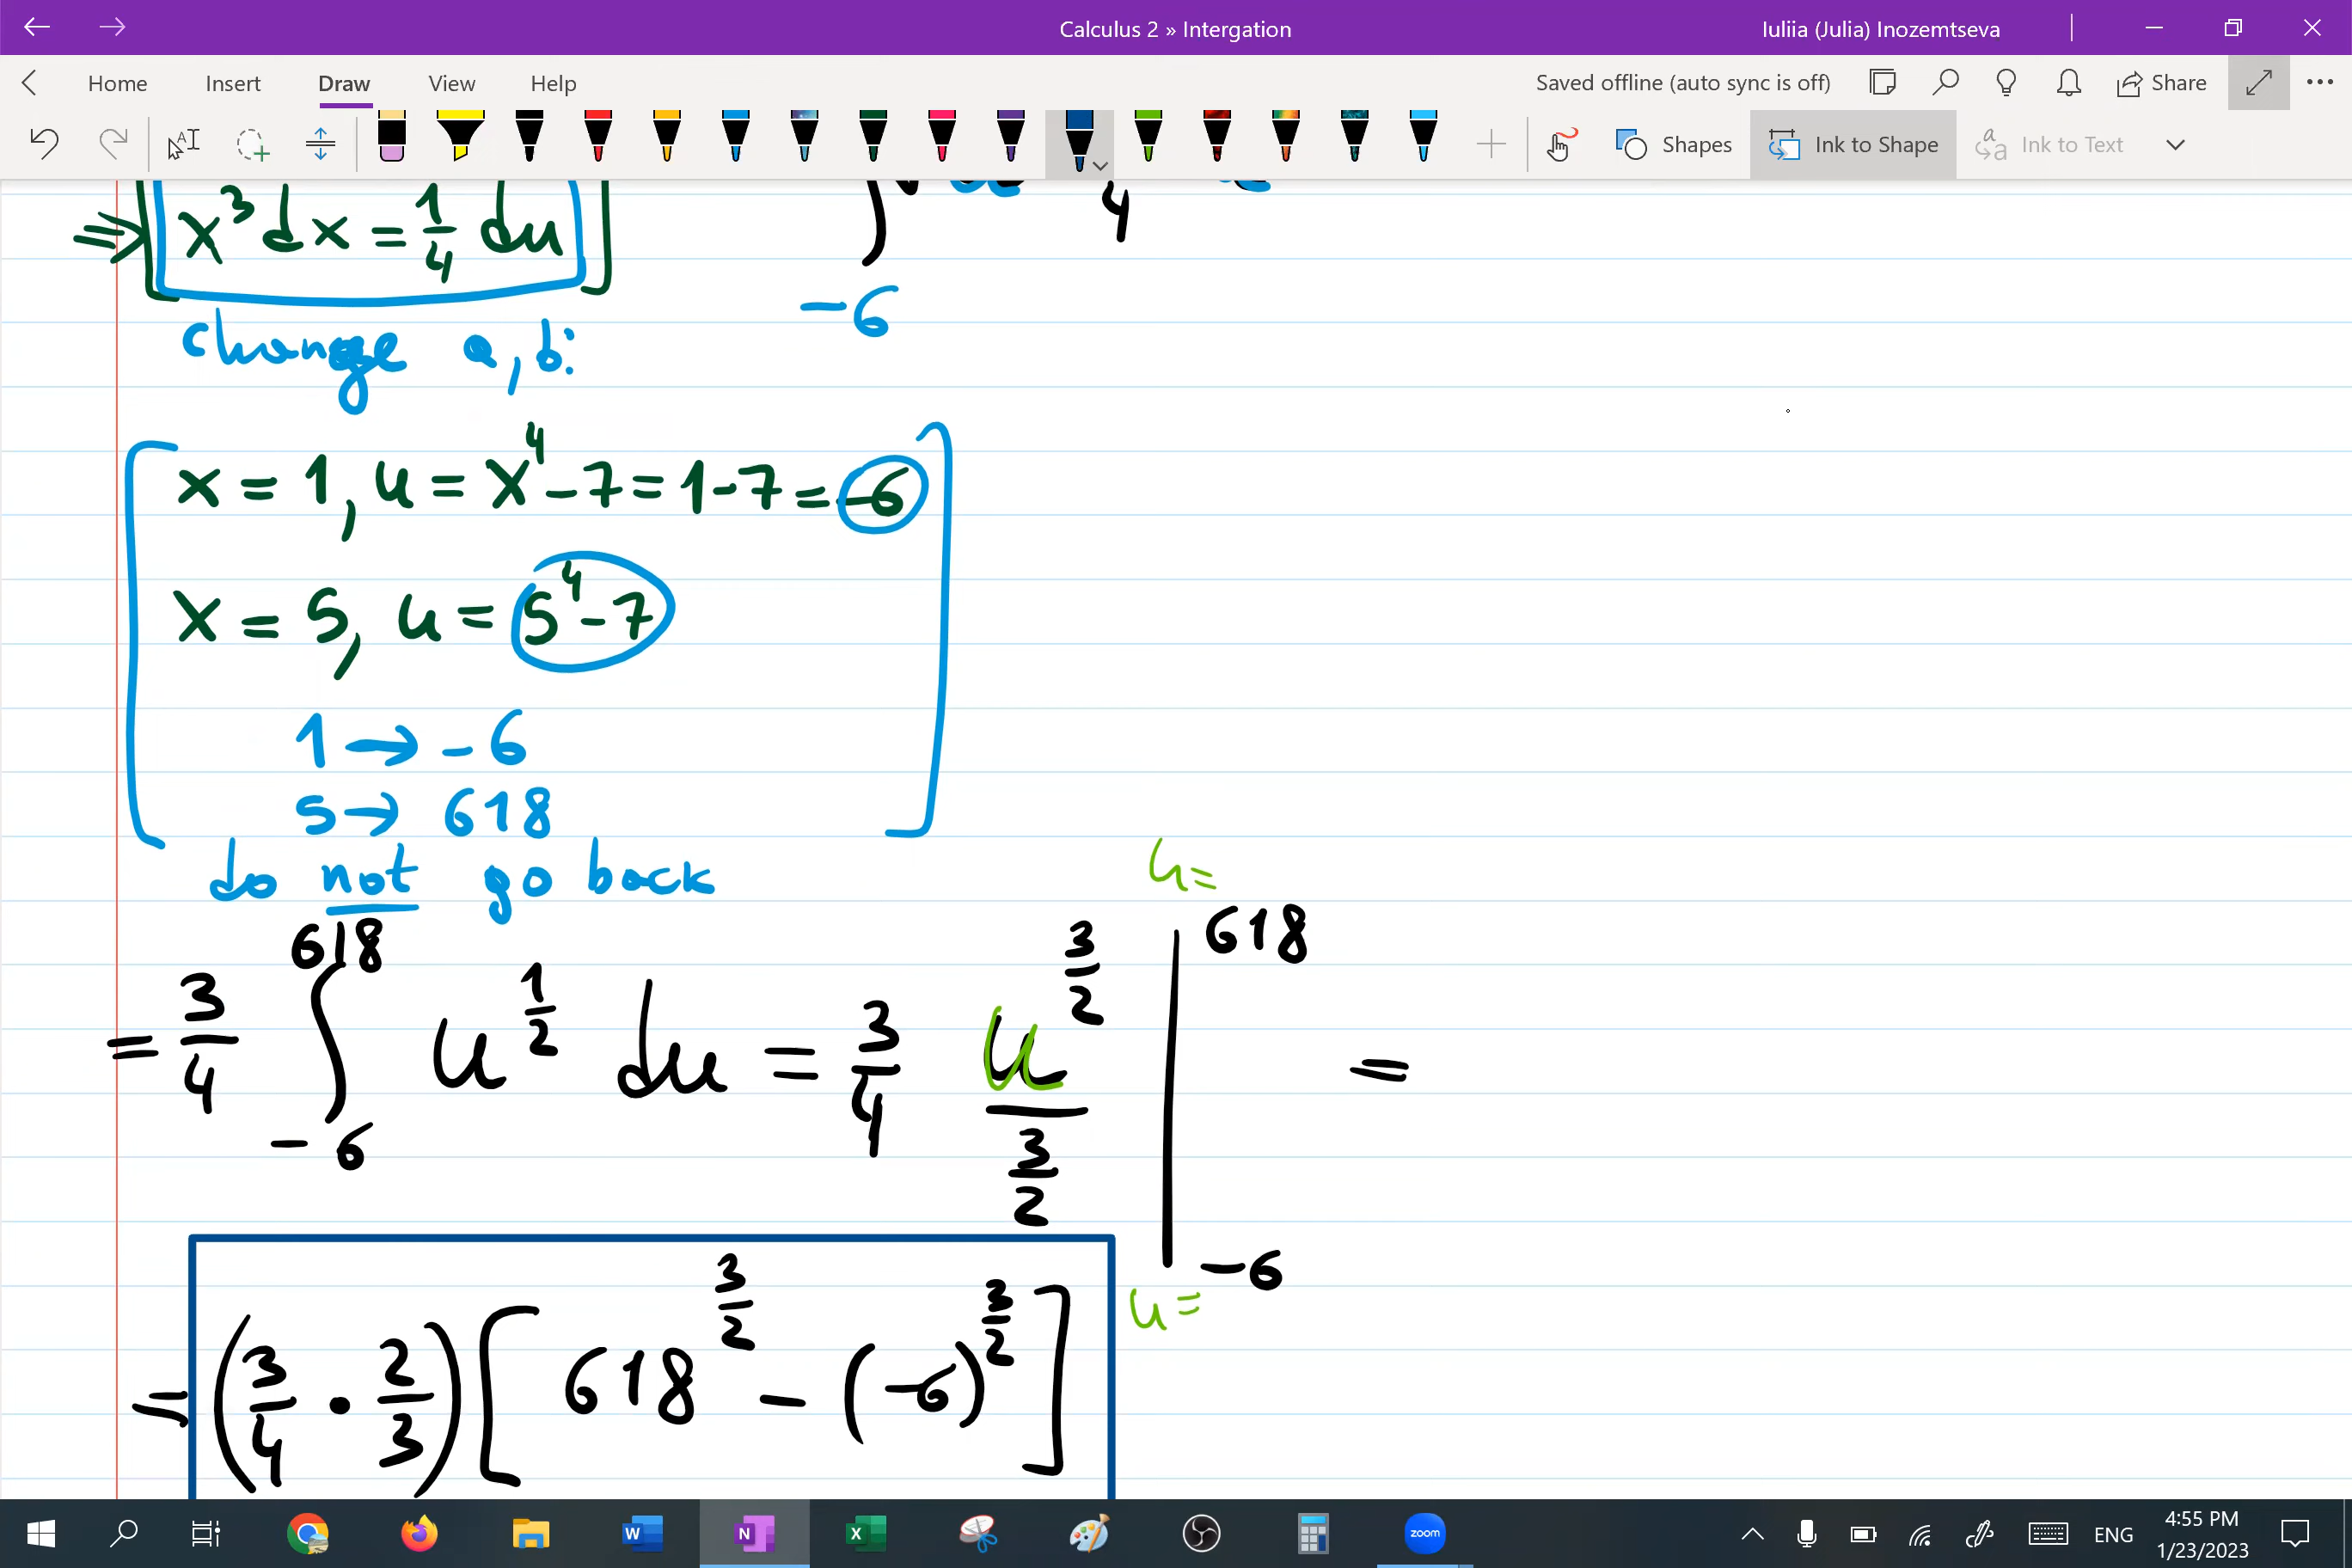 Calculus 2 » Intergation
Iuliia (Julia) Inozemtseva
Home Insert Draw View Help
Saved offline (auto sync is off) Share
Shapes Ink to Shape Ink to Text
⇒ x³dx = 1/4 du
4
-6
change a, b:
x = 1, u = x⁴ - 7 = 1 - 7 = -6
x = 5, u = 5⁴ - 7
1 → - 6
5 → 618
do not go back
= 3/4 ∫_{-6}^{618} u^{1/2} du = 3/4 u^{3/2} / (3/2) |_{u= -6}^{u= 618} =
= (3/4 · 2/3) [618^{3/2} - (-6)^{3/2}]
zoom
ENG
4:55 PM
1/23/2023